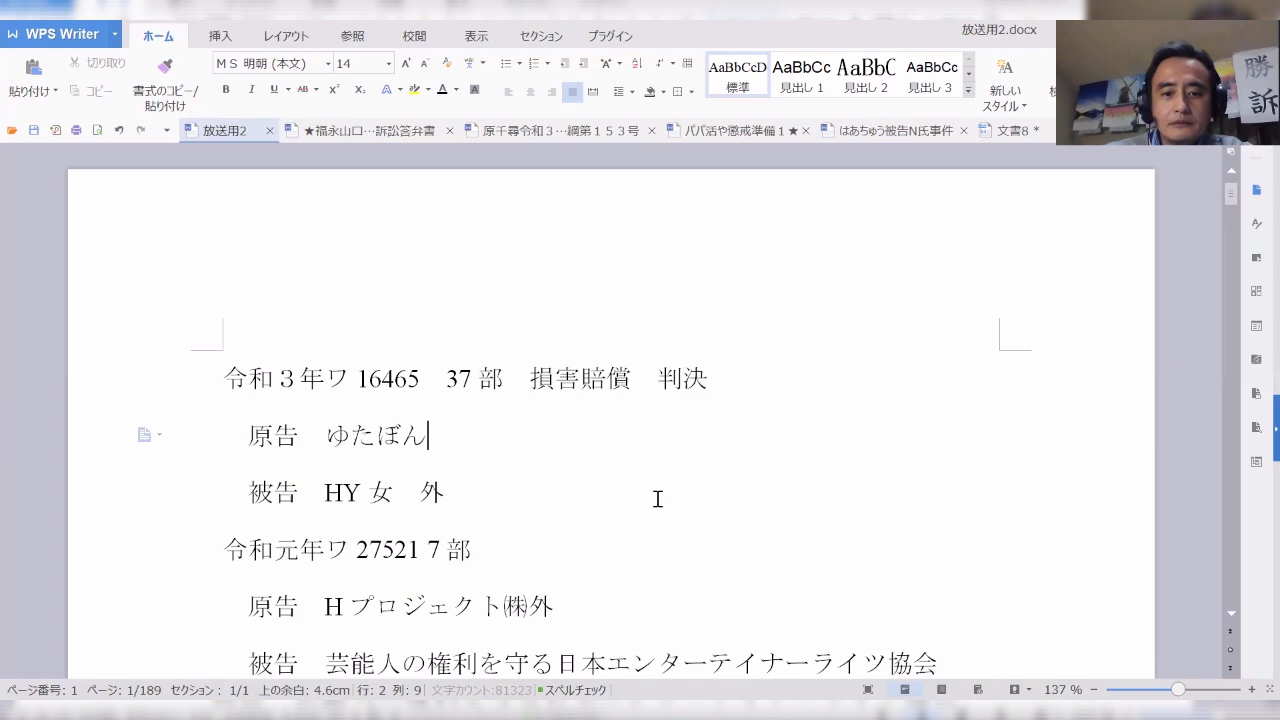 WPS Writer
ホーム
挿入
レイアウト
参照
校閲
表示
セクション
プラグイン
放送用2.docx
貼り付け
切り取り
コピー
書式のコピー/
貼り付け
ＭＳ 明朝 (本文)
14
AaBbCcD
標準
AaBbCc
見出し 1
AaBbC
見出し 2
AaBbCc
見出し 3
新しい
スタイル
勝
訴
放送用2
★福永山口…訴訟答弁書
原千尋令和３…綱第１５３号
パパ活や懲戒準備１★
はあちゅう被告N氏事件
文書8 *
令和３年ワ 16465　37 部　損害賠償　判決
原告　ゆたぼん
被告　HY 女　外
令和元年ワ 27521 7 部
原告　H プロジェクト㈱外
被告　芸能人の権利を守る日本エンターテイナーライツ協会
ページ番号: 1　ページ: 1/189　セクション: 1/1　上の余白: 4.6cm　行: 2 列: 9　文字カウント:81323　スペルチェック
137 %